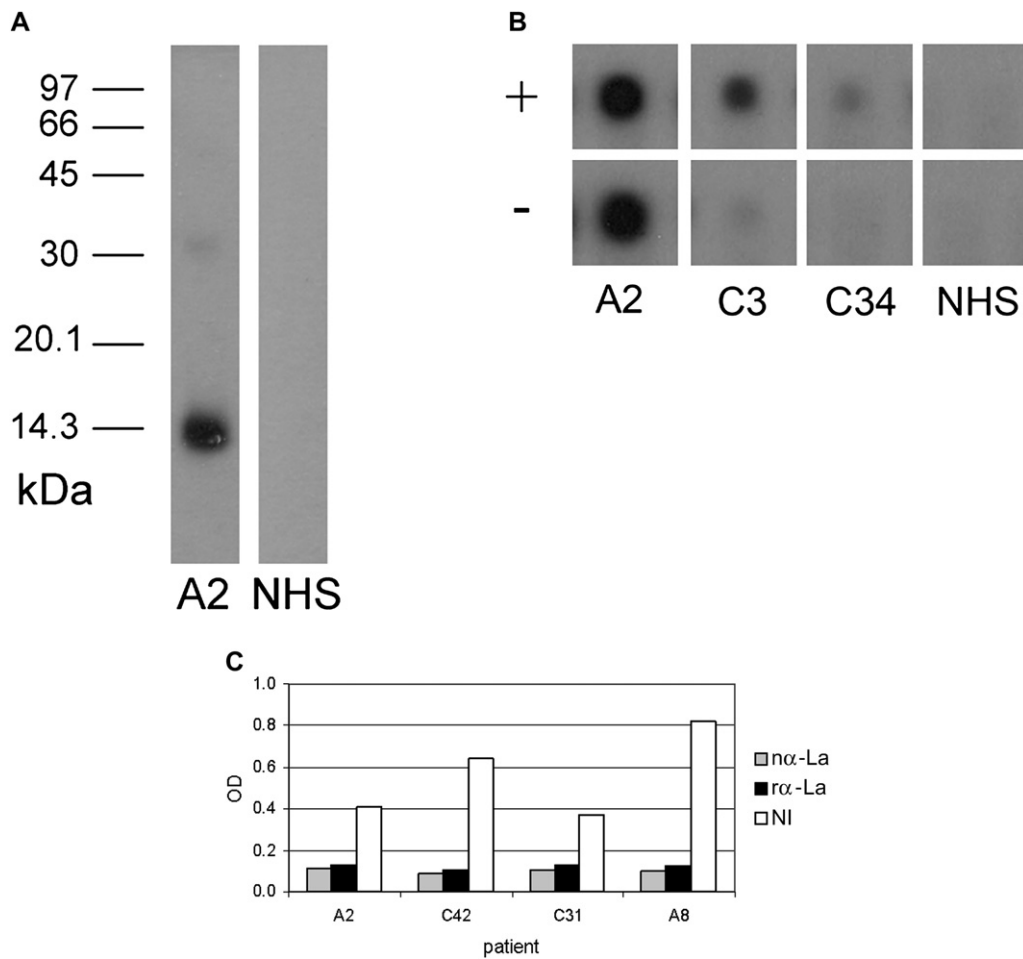 A
97
66
45
30
20.1
14.3
kDa
A2 NHS
B
+
-
A2 C3 C34 NHS
C
1.0
0.8
0.6
0.4
0.2
0.0
OD
A2 C42 C31 A8
patient
nα-La
rα-La
NI